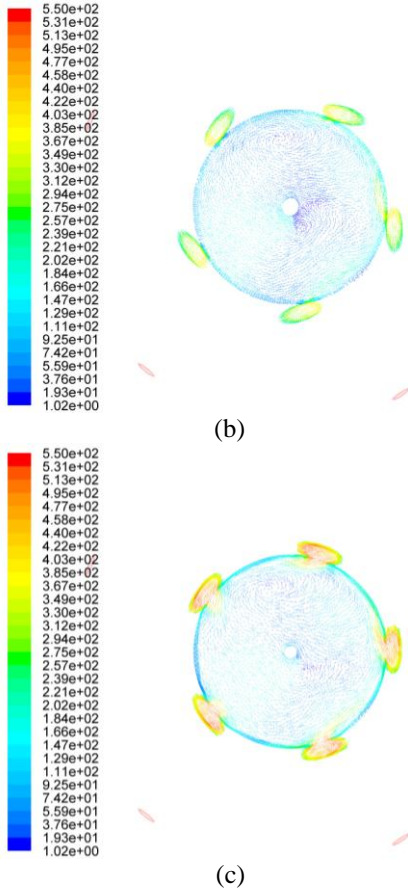 5.50e+02
5.31e+02
5.13e+02
4.95e+02
4.77e+02
4.58e+02
4.40e+02
4.22e+02
4.03e+02
3.85e+02
3.67e+02
3.49e+02
3.30e+02
3.12e+02
2.94e+02
2.75e+02
2.57e+02
2.39e+02
2.21e+02
2.02e+02
1.84e+02
1.66e+02
1.47e+02
1.29e+02
1.11e+02
9.25e+01
7.42e+01
5.59e+01
3.76e+01
1.93e+01
1.02e+00
(b)
5.50e+02
5.31e+02
5.13e+02
4.95e+02
4.77e+02
4.58e+02
4.40e+02
4.22e+02
4.03e+02
3.85e+02
3.67e+02
3.49e+02
3.30e+02
3.12e+02
2.94e+02
2.75e+02
2.57e+02
2.39e+02
2.21e+02
2.02e+02
1.84e+02
1.66e+02
1.47e+02
1.29e+02
1.11e+02
9.25e+01
7.42e+01
5.59e+01
3.76e+01
1.93e+01
1.02e+00
(c)